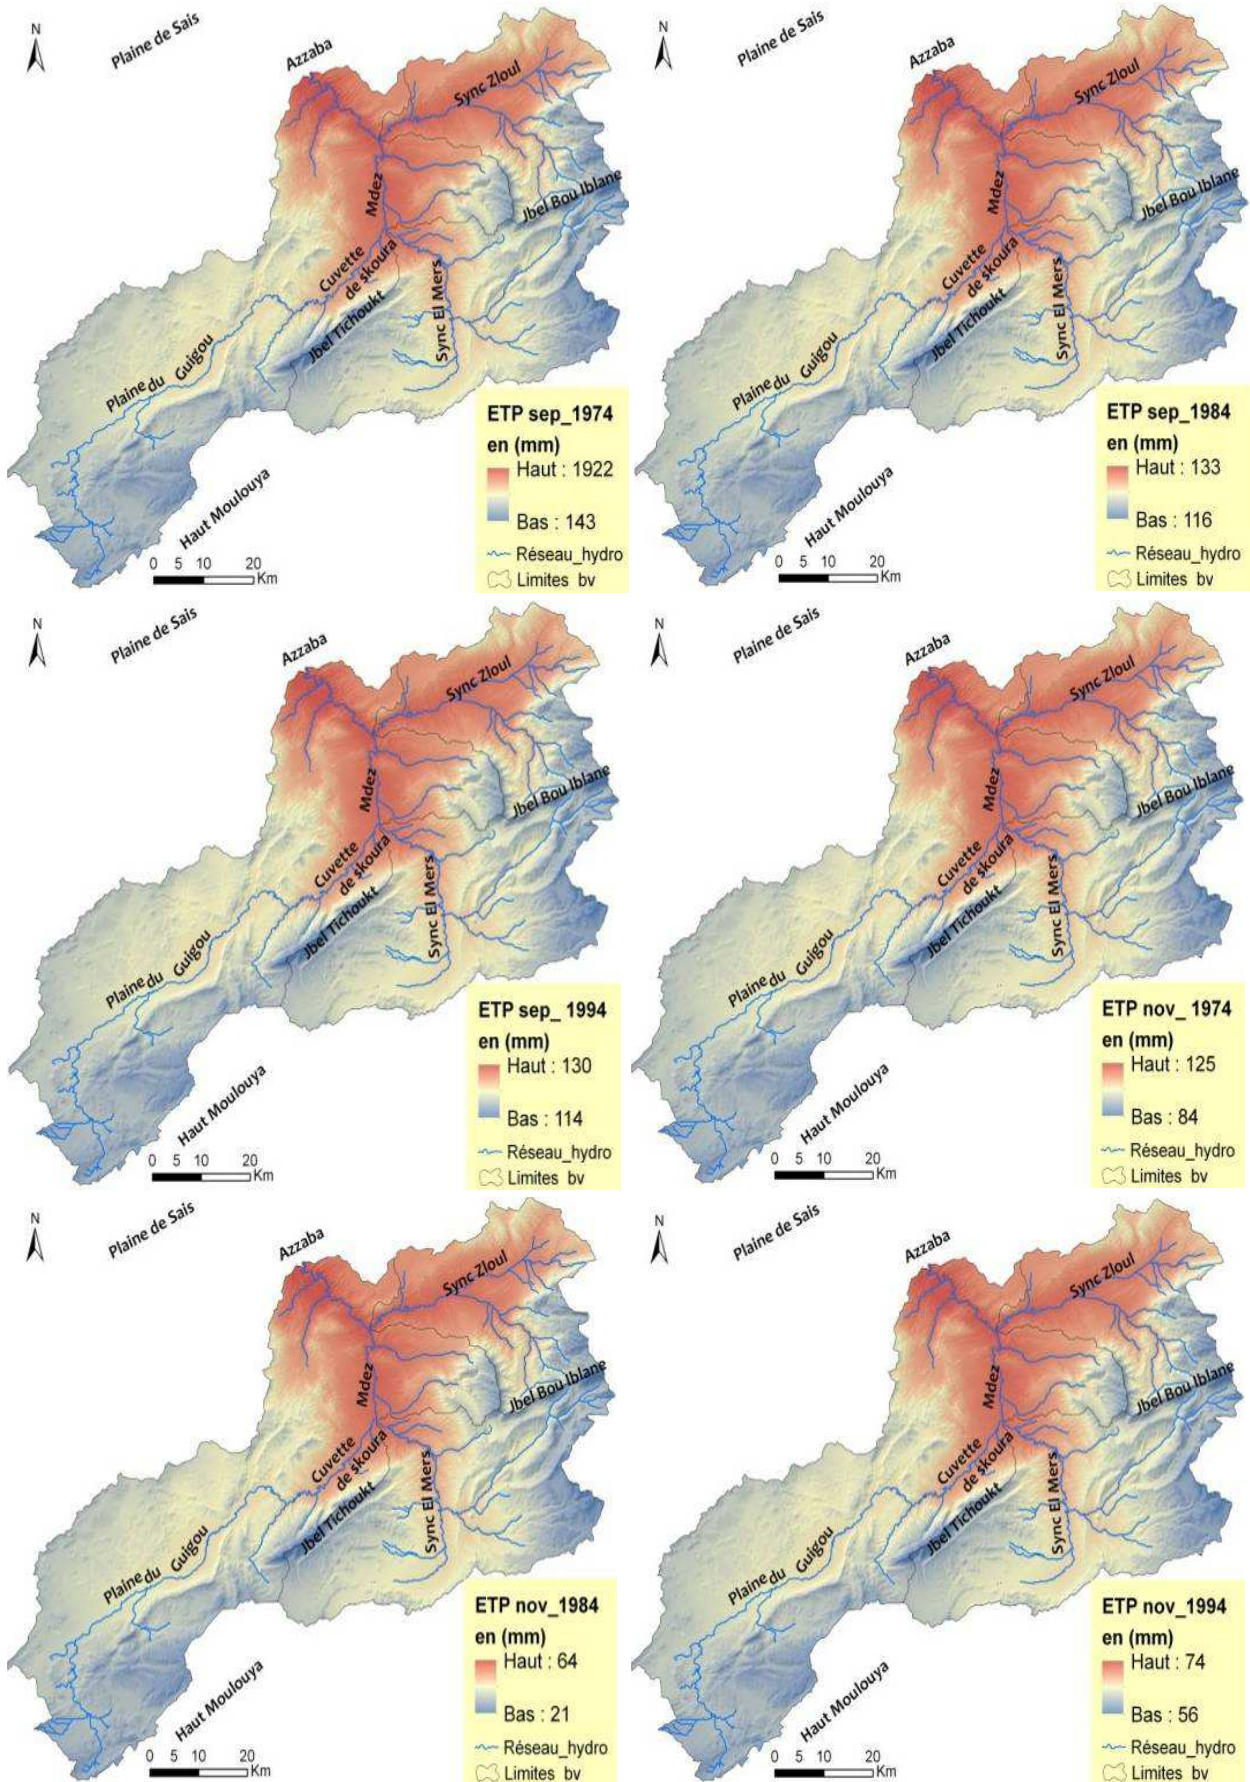 N
Plaine de Sais
Azzaba
Sync Zloul
Mdez
Jbel Bou Iblane
Cuvette
de skoura
Sync El Mers
Jbel Tichoukt
Plaine du Guigou
Haut Moulouya
0 5 10 20
Km
ETP sep_1974
en (mm)
Haut : 1922
Bas : 143
Réseau_hydro
Limites bv
N
Plaine de Sais
Azzaba
Sync Zloul
Mdez
Jbel Bou Iblane
Cuvette
de skoura
Sync El Mers
Jbel Tichoukt
Plaine du Guigou
Haut Moulouya
0 5 10 20
Km
ETP sep_1984
en (mm)
Haut : 133
Bas : 116
Réseau_hydro
Limites bv
N
Plaine de Sais
Azzaba
Sync Zloul
Mdez
Jbel Bou Iblane
Cuvette
de skoura
Sync El Mers
Jbel Tichoukt
Plaine du Guigou
Haut Moulouya
0 5 10 20
Km
ETP sep_ 1994
en (mm)
Haut : 130
Bas : 114
Réseau_hydro
Limites bv
N
Plaine de Sais
Azzaba
Sync Zloul
Mdez
Jbel Bou Iblane
Cuvette
de skoura
Sync El Mers
Jbel Tichoukt
Plaine du Guigou
Haut Moulouya
0 5 10 20
Km
ETP nov_ 1974
en (mm)
Haut : 125
Bas : 84
Réseau_hydro
Limites bv
N
Plaine de Sais
Azzaba
Sync Zloul
Mdez
Jbel Bou Iblane
Cuvette
de skoura
Sync El Mers
Jbel Tichoukt
Plaine du Guigou
Haut Moulouya
0 5 10 20
Km
ETP nov_1984
en (mm)
Haut : 64
Bas : 21
Réseau_hydro
Limites bv
N
Plaine de Sais
Azzaba
Sync Zloul
Mdez
Jbel Bou Iblane
Cuvette
de skoura
Sync El Mers
Jbel Tichoukt
Plaine du Guigou
Haut Moulouya
0 5 10 20
Km
ETP nov_1994
en (mm)
Haut : 74
Bas : 56
Réseau_hydro
Limites bv